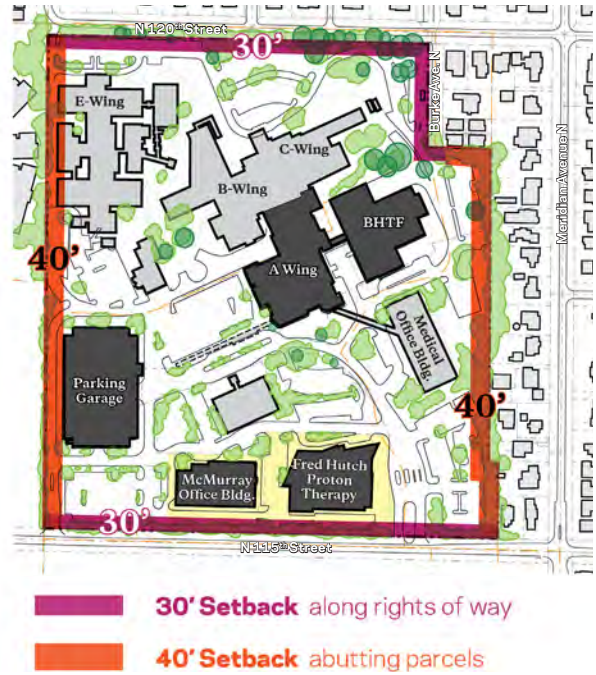 N 120th Street
30'
Burke Ave. N
E-Wing
C-Wing
B-Wing
BHTF
Meridian Avenue N
40'
A Wing
Medical
Office Bldg.
Parking
Garage
40'
McMurray
Office Bldg.
Fred Hutch
Proton
Therapy
30'
N 115th Street
30' Setback along rights of way
40' Setback abutting parcels